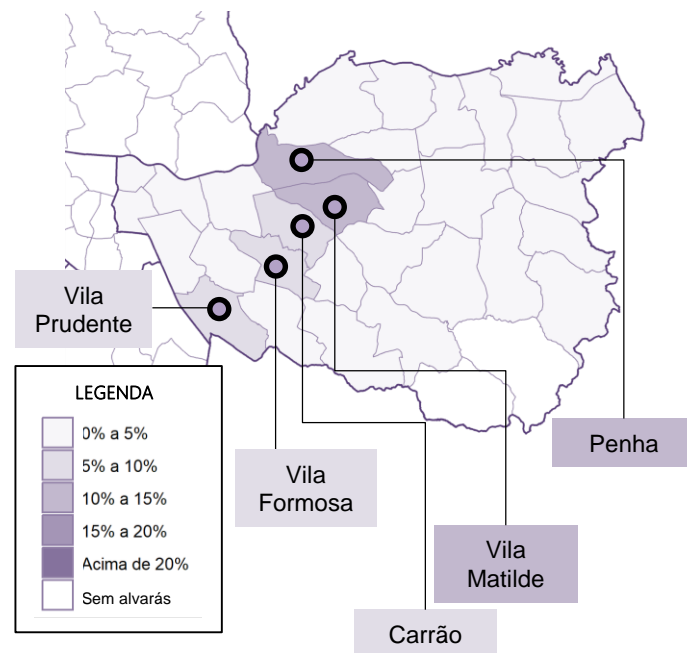 Vila
Prudente
LEGENDA
0% a 5%
5% a 10%
10% a 15%
15% a 20%
Acima de 20%
Sem alvarás
Vila
Formosa
Penha
Vila
Matilde
Carrão